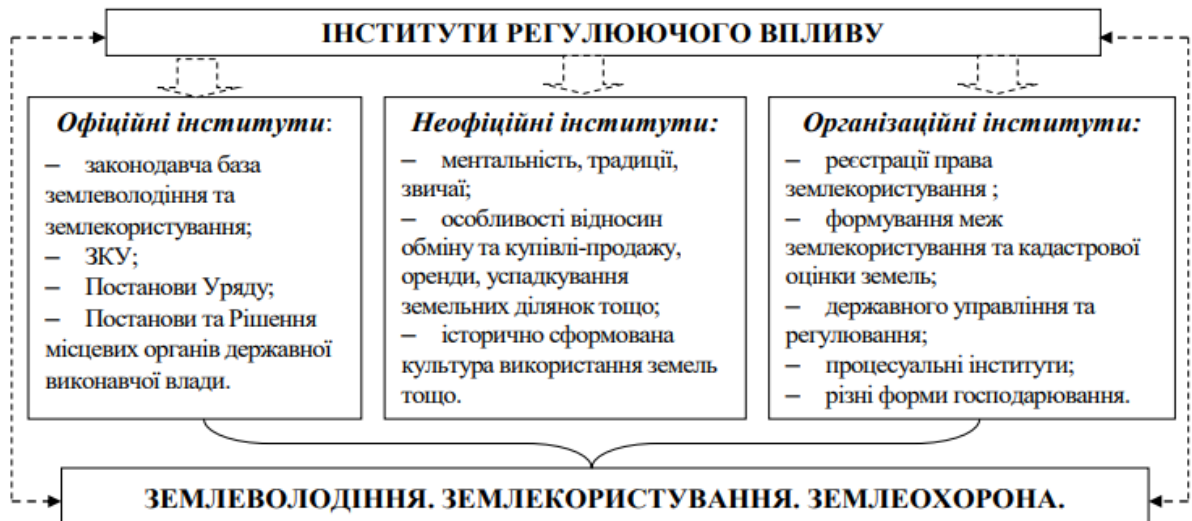 ІНСТИТУТИ РЕГУЛЮЮЧОГО ВПЛИВУ
Офіційні інститути:
– законодавча база
землеволодіння та
землекористування;
– ЗКУ;
– Постанови Уряду;
– Постанови та Рішення
місцевих органів державної
виконавчої влади.
Неофіційні інститути:
– ментальність, традиції,
звичаї;
– особливості відносин
обміну та купівлі-продажу,
оренди, успадкування
земельних ділянок тощо;
– історично сформована
культура використання земель
тощо.
Організаційні інститути:
– реєстрації права
землекористування ;
– формування меж
землекористування та кадастрової
оцінки земель;
– державного управління та
регулювання;
– процесуальні інститути;
– різні форми господарювання.
ЗЕМЛЕВОЛОДІННЯ. ЗЕМЛЕКОРИСТУВАННЯ. ЗЕМЛЕОХОРОНА.